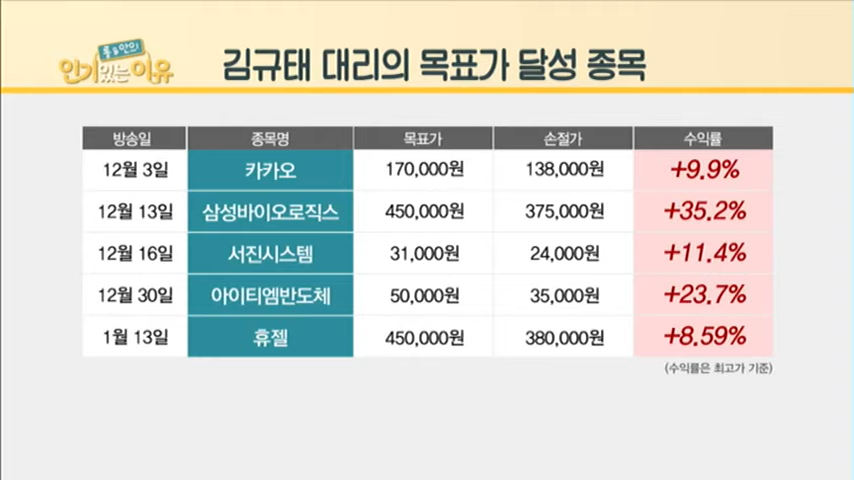 룡호만의
인기있는이유
김규태 대리의 목표가 달성 종목
방송일 종목명 목표가 손절가 수익률
12월 3일 카카오 170,000원 138,000원 +9.9%
12월 13일 삼성바이오로직스 450,000원 375,000원 +35.2%
12월 16일 서진시스템 31,000원 24,000원 +11.4%
12월 30일 아이티엠반도체 50,000원 35,000원 +23.7%
1월 13일 휴젤 450,000원 380,000원 +8.59%
(수익률은 최고가 기준)